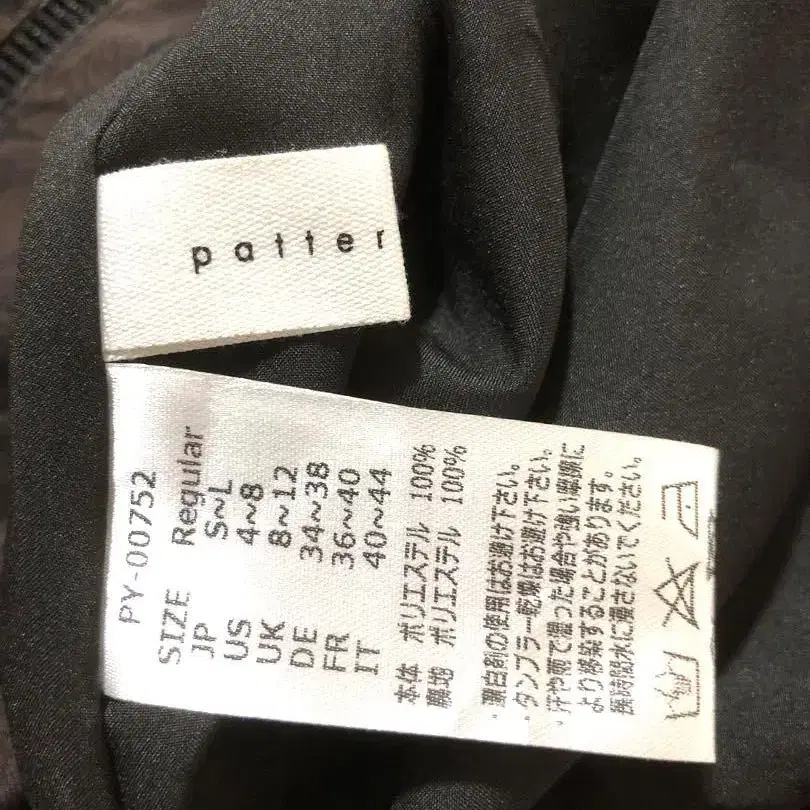 patter
PY-00752
SIZE Regular
JP S~L
US 4~8
UK 8~12
DE 34~38
FR 36~40
IT 40~44
本体 ポリエステル 100%
ポリエステル 100%
・漂白剤の使用はお避け下さい。
・タンブラー乾燥はお避け下さい。
・汗や雨で湿った場合や強い摩擦に
より移染することがあります。
長時間水に浸さないでください。